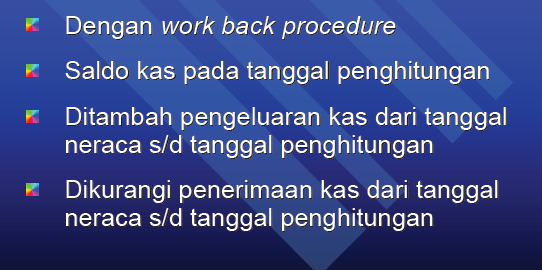 Dengan work back procedure
Saldo kas pada tanggal penghitungan
Ditambah pengeluaran kas dari tanggal
neraca s/d tanggal penghitungan
Dikurangi penerimaan kas dari tanggal
neraca s/d tanggal penghitungan